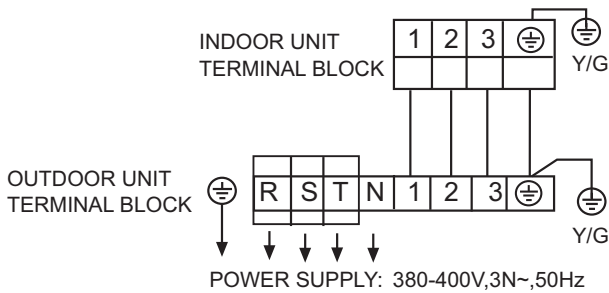 INDOOR UNIT
TERMINAL BLOCK
1 2 3
Y/G
OUTDOOR UNIT
TERMINAL BLOCK
R S T N 1 2 3
Y/G
POWER SUPPLY: 380-400V,3N~,50Hz